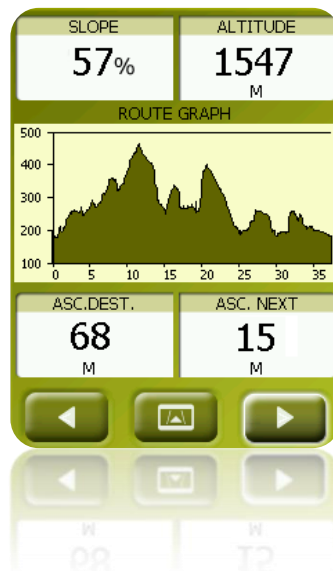 SLOPE ALTITUDE
57% 1547
M
ROUTE GRAPH
500
400
300
200
100
0 5 10 15 20 25 30 35
ASC.DEST. ASC. NEXT
68 15
M M